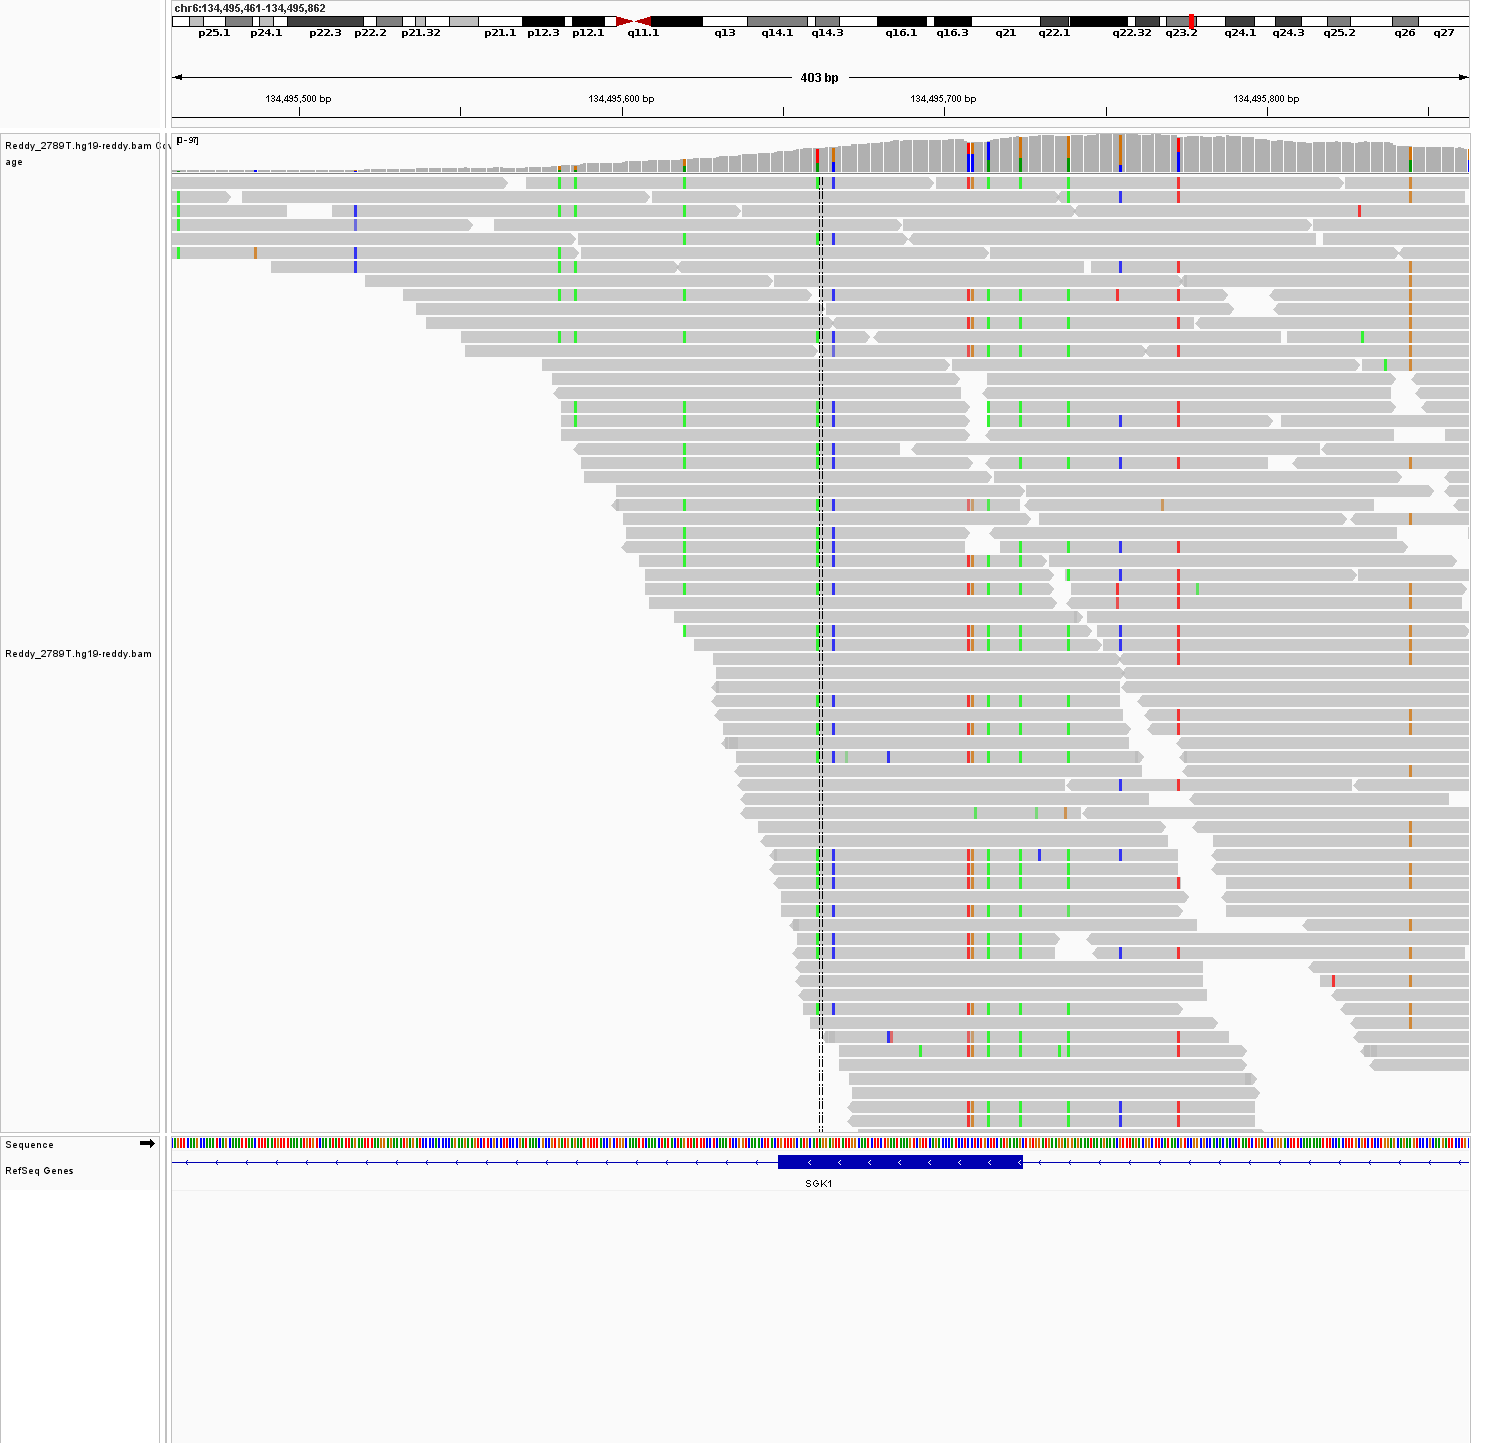 chr6:134,495,461-134,495,862
p25.1 p24.1 p22.3 p22.2 p21.32 p21.1 p12.3 p12.1 q11.1 q13 q14.1 q14.3 q16.1 q16.3 q21 q22.1 q22.32 q23.2 q24.1 q24.3 q25.2 q26 q27
403 bp
134,495,500 bp 134,495,600 bp 134,495,700 bp 134,495,800 bp
Reddy_2789T.hg19-reddy.bam Cov
age
[0 - 97]
Reddy_2789T.hg19-reddy.bam
Sequence
RefSeq Genes
SGK1